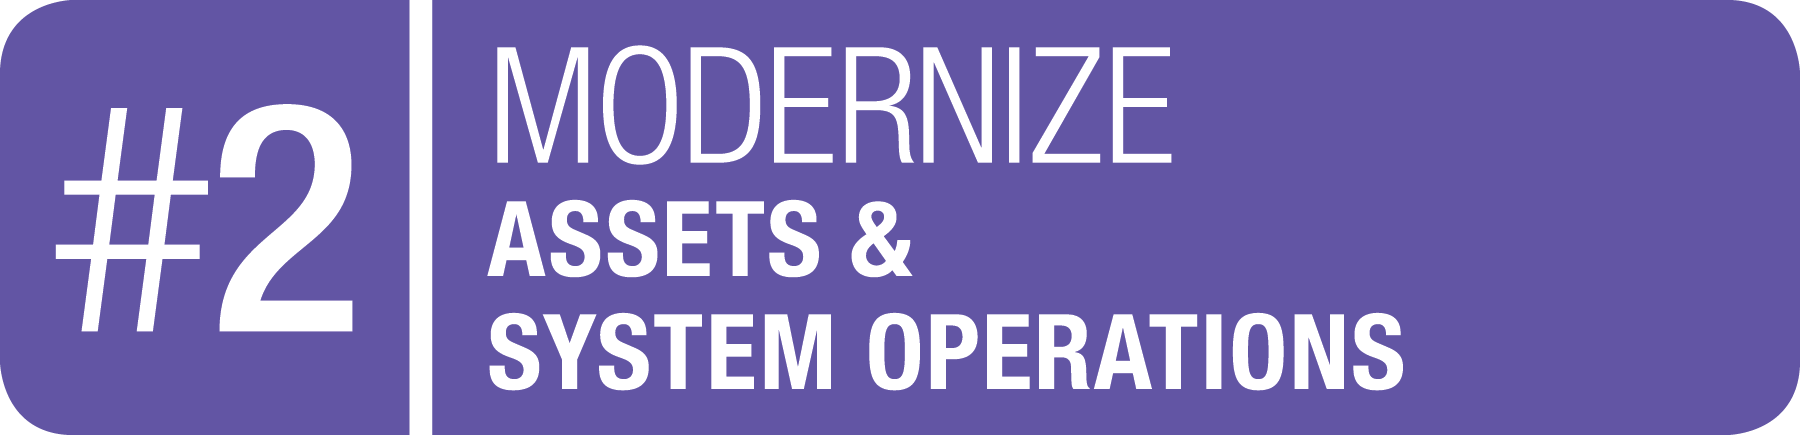 #2
MODERNIZE
ASSETS &
SYSTEM OPERATIONS